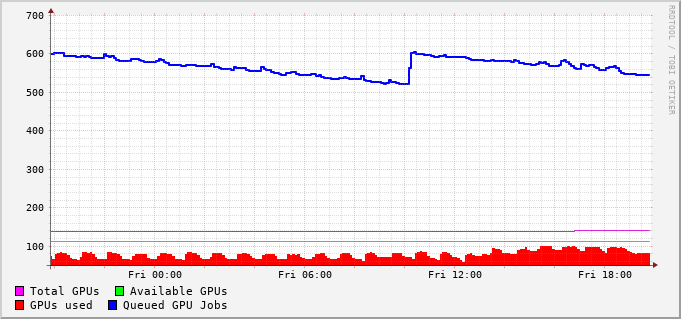 700
600
500
400
300
200
100
Fri 00:00 Fri 06:00 Fri 12:00 Fri 18:00
Total GPUs Available GPUs
GPUs used Queued GPU Jobs
RRDTOOL / TOBI OETIKER